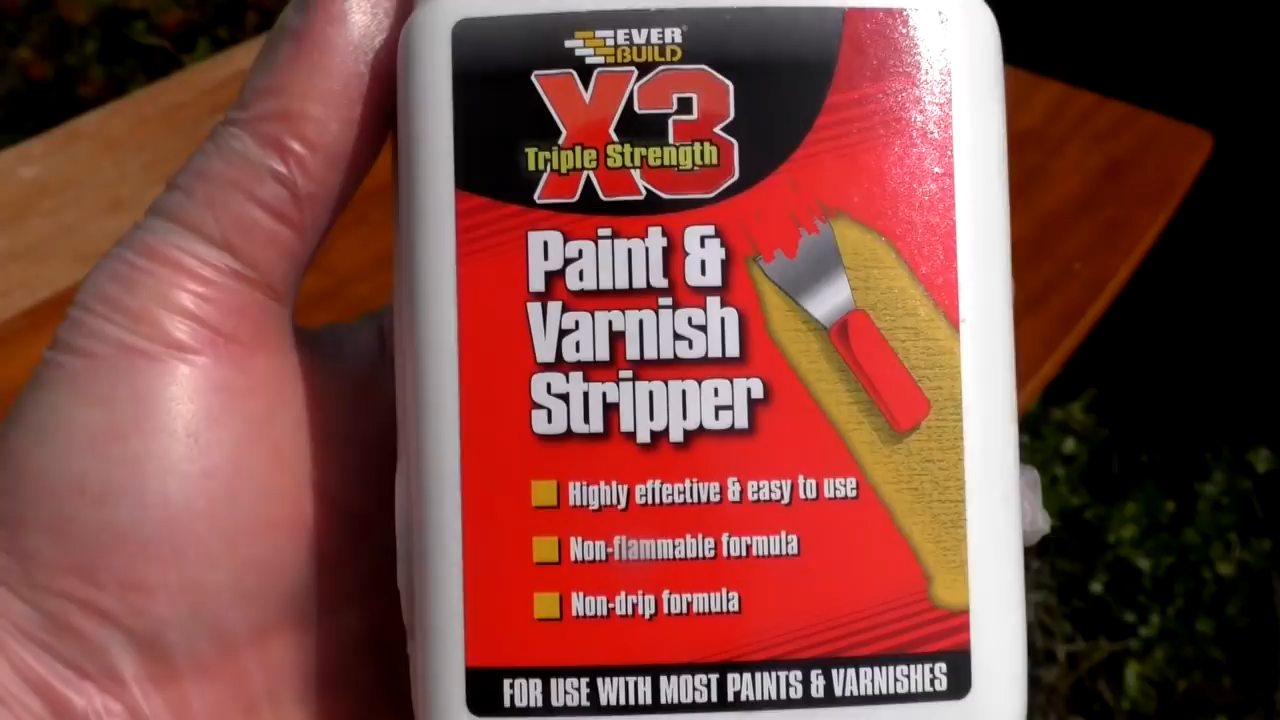 EVER
BUILD
X3
Triple Strength
Paint &
Varnish
Stripper
Highly effective & easy to use
Non-flammable formula
Non-drip formula
FOR USE WITH MOST PAINTS & VARNISHES